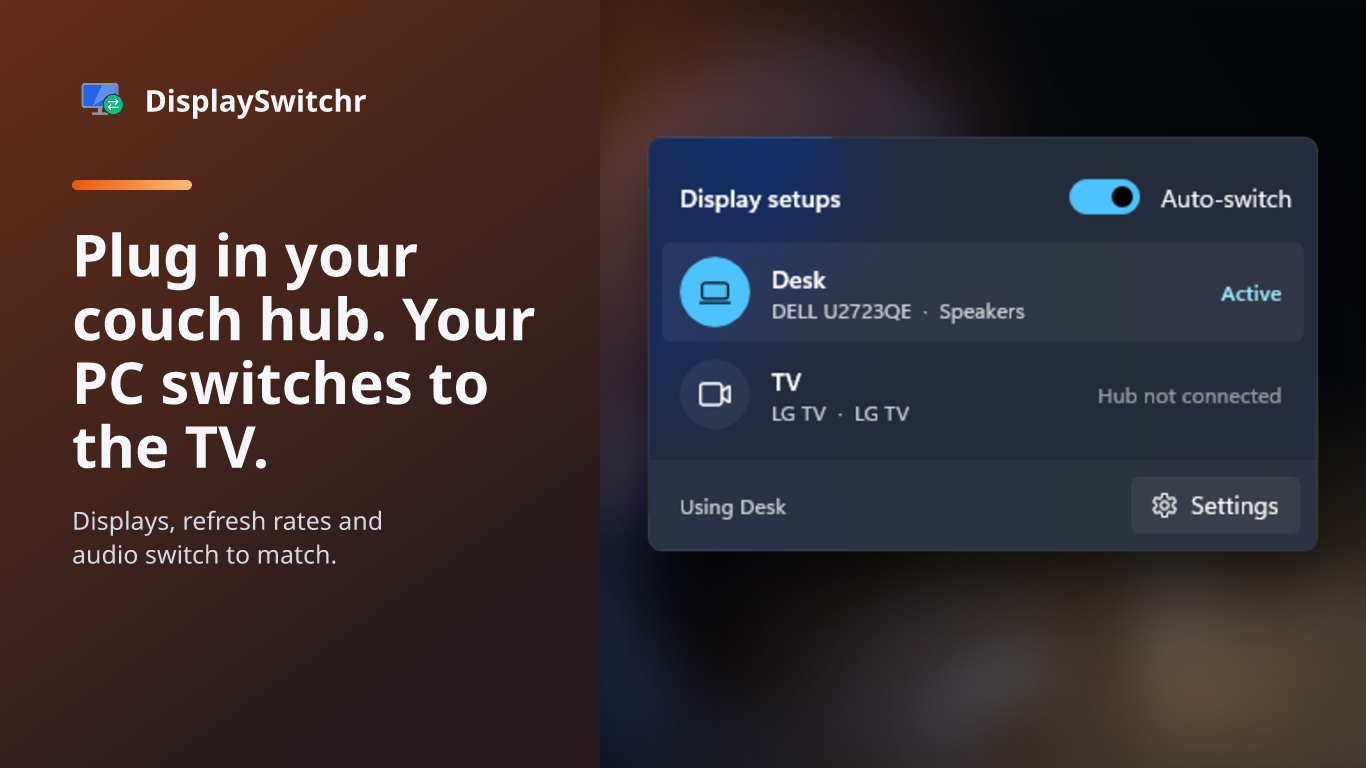 DisplaySwitchr
Plug in your
couch hub. Your
PC switches to
the TV.
Displays, refresh rates and
audio switch to match.
Display setups
Auto-switch
Desk
DELL U2723QE · Speakers
Active
TV
LG TV · LG TV
Hub not connected
Using Desk
Settings